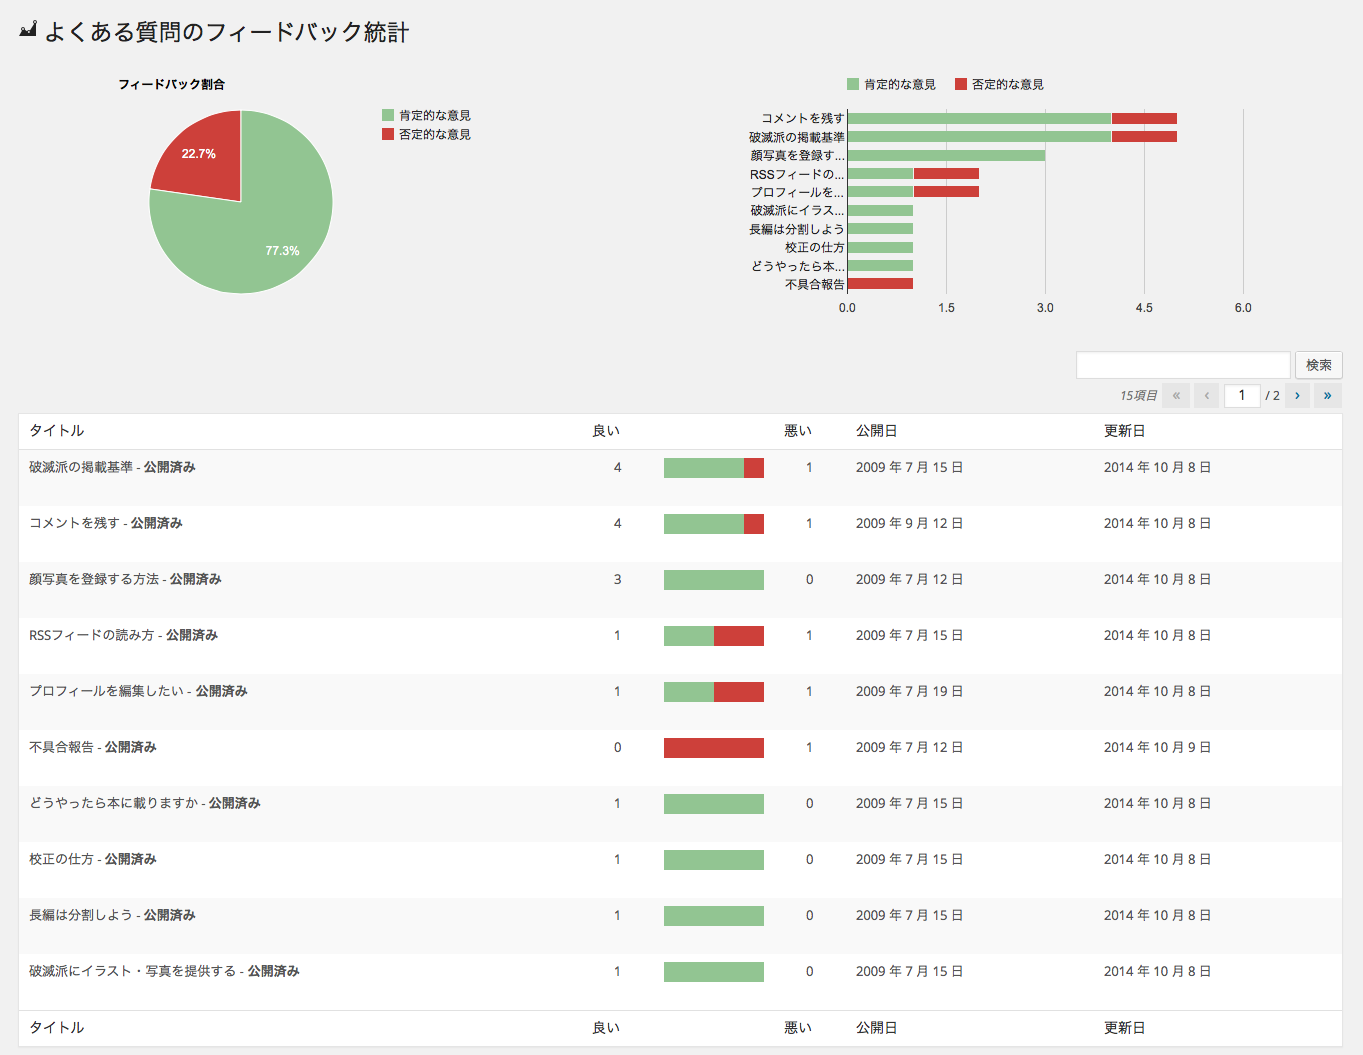 よくある質問のフィードバック統計
フィードバック割合
肯定的な意見
否定的な意見
22.7%
77.3%
肯定的な意見 否定的な意見
コメントを残す
破滅派の掲載基準
顔写真を登録す...
RSSフィードの...
プロフィールを...
破滅派にイラス...
長編は分割しよう
校正の仕方
どうやったら本...
不具合報告
0.0 1.5 3.0 4.5 6.0
検索
15項目 « ‹ 1 / 2 › »
タイトル 良い 悪い 公開日 更新日
破滅派の掲載基準 - 公開済み 4 1 2009 年 7 月 15 日 2014 年 10 月 8 日
コメントを残す - 公開済み 4 1 2009 年 9 月 12 日 2014 年 10 月 8 日
顔写真を登録する方法 - 公開済み 3 0 2009 年 7 月 12 日 2014 年 10 月 8 日
RSSフィードの読み方 - 公開済み 1 1 2009 年 7 月 15 日 2014 年 10 月 8 日
プロフィールを編集したい - 公開済み 1 1 2009 年 7 月 19 日 2014 年 10 月 8 日
不具合報告 - 公開済み 0 1 2009 年 7 月 12 日 2014 年 10 月 9 日
どうやったら本に載りますか - 公開済み 1 0 2009 年 7 月 15 日 2014 年 10 月 8 日
校正の仕方 - 公開済み 1 0 2009 年 7 月 15 日 2014 年 10 月 8 日
長編は分割しよう - 公開済み 1 0 2009 年 7 月 15 日 2014 年 10 月 8 日
破滅派にイラスト・写真を提供する - 公開済み 1 0 2009 年 7 月 15 日 2014 年 10 月 8 日
タイトル 良い 悪い 公開日 更新日